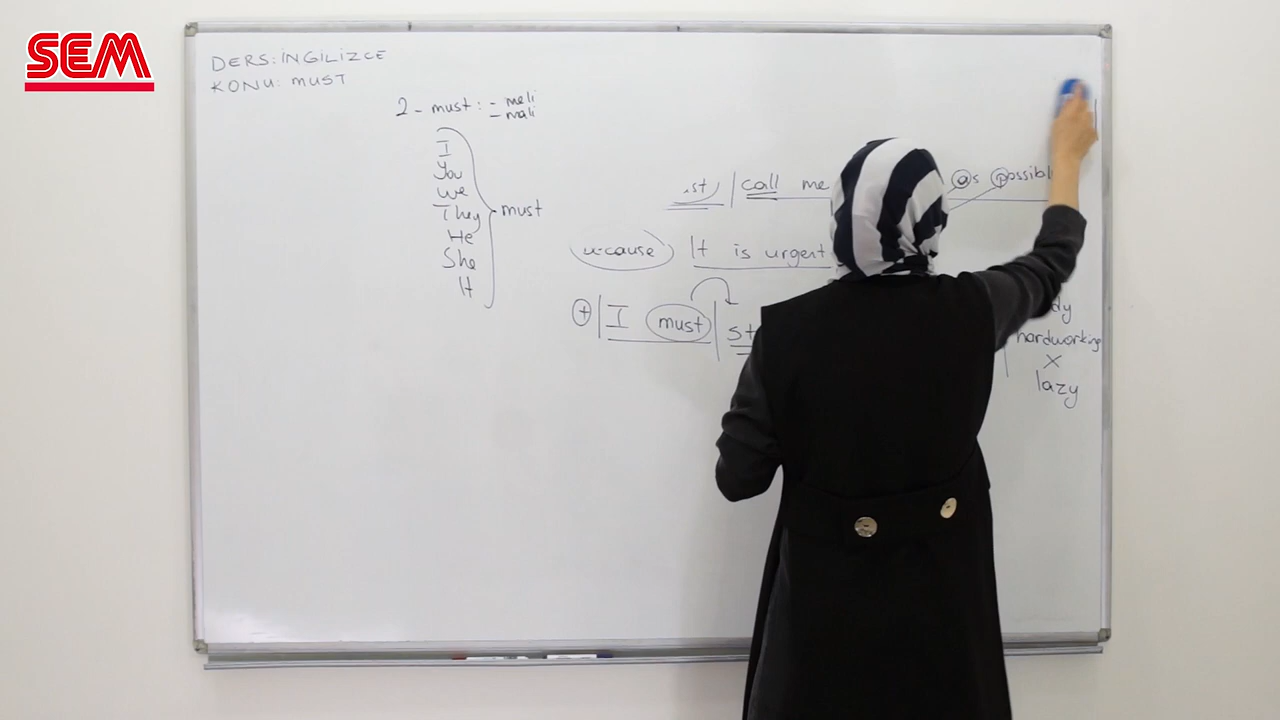 SEM
DERS: İNGİLİZCE
KONU: MUST
2 - must : - meli
- malı
I
You
We
They
He
She
It
must
call me as possible
It is urgent
+ I must
hardworking
X
lazy